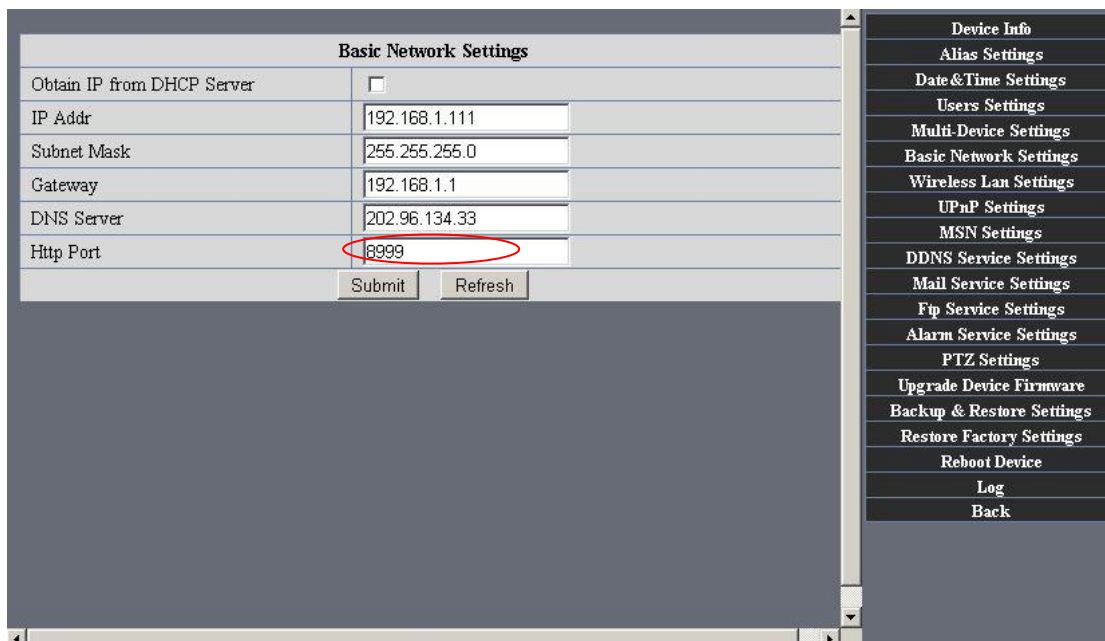 Basic Network Settings
Obtain IP from DHCP Server
IP Addr 192.168.1.111
Subnet Mask 255.255.255.0
Gateway 192.168.1.1
DNS Server 202.96.134.33
Http Port 8999
Submit Refresh
Device Info
Alias Settings
Date&Time Settings
Users Settings
Multi-Device Settings
Basic Network Settings
Wireless Lan Settings
UPnP Settings
MSN Settings
DDNS Service Settings
Mail Service Settings
Ftp Service Settings
Alarm Service Settings
PTZ Settings
Upgrade Device Firmware
Backup & Restore Settings
Restore Factory Settings
Reboot Device
Log
Back